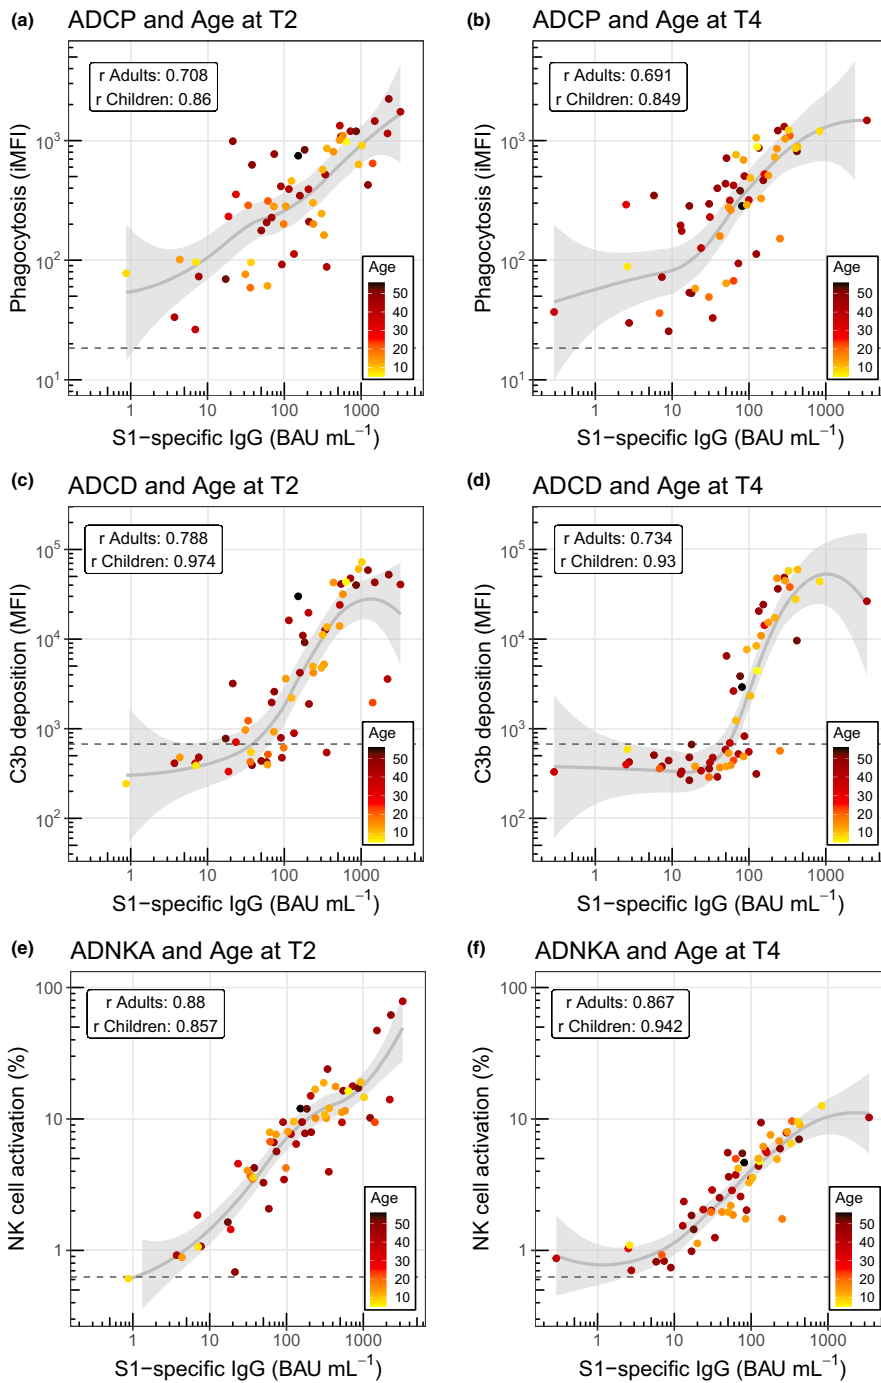 (a) ADCP and Age at T2
r Adults: 0.708
r Children: 0.86
Phagocytosis (iMFI)
10³
10²
10¹
Age
50
40
30
20
10
1 10 100 1000
S1−specific IgG (BAU mL⁻¹)
(b) ADCP and Age at T4
r Adults: 0.691
r Children: 0.849
Phagocytosis (iMFI)
10³
10²
10¹
Age
50
40
30
20
10
1 10 100 1000
S1−specific IgG (BAU mL⁻¹)
(c) ADCD and Age at T2
r Adults: 0.788
r Children: 0.974
C3b deposition (MFI)
10⁵
10⁴
10³
10²
Age
50
40
30
20
10
1 10 100 1000
S1−specific IgG (BAU mL⁻¹)
(d) ADCD and Age at T4
r Adults: 0.734
r Children: 0.93
C3b deposition (MFI)
10⁵
10⁴
10³
10²
Age
50
40
30
20
10
1 10 100 1000
S1−specific IgG (BAU mL⁻¹)
(e) ADNKA and Age at T2
r Adults: 0.88
r Children: 0.857
NK cell activation (%)
100
10
1
Age
50
40
30
20
10
1 10 100 1000
S1−specific IgG (BAU mL⁻¹)
(f) ADNKA and Age at T4
r Adults: 0.867
r Children: 0.942
NK cell activation (%)
100
10
1
Age
50
40
30
20
10
1 10 100 1000
S1−specific IgG (BAU mL⁻¹)